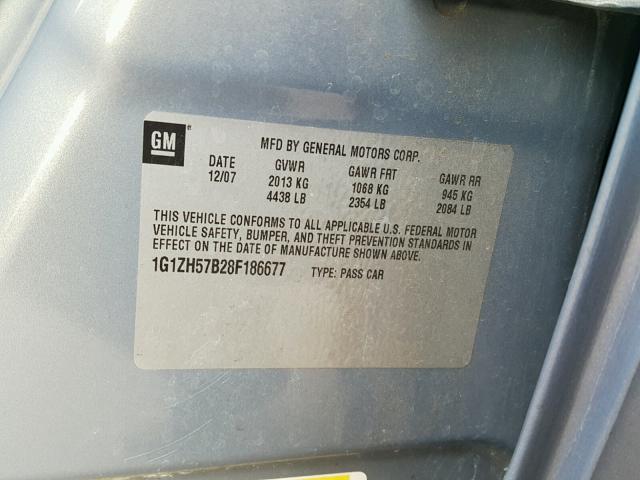 GM
MFD BY GENERAL MOTORS CORP.
DATE GVWR GAWR FRT GAWR RR
12/07 2013 KG 1068 KG 945 KG
4438 LB 2354 LB 2084 LB
THIS VEHICLE CONFORMS TO ALL APPLICABLE U.S. FEDERAL MOTOR
VEHICLE SAFETY, BUMPER, AND THEFT PREVENTION STANDARDS IN
EFFECT ON THE DATE OF MANUFACTURE SHOWN ABOVE.
1G1ZH57B28F186677 TYPE: PASS CAR